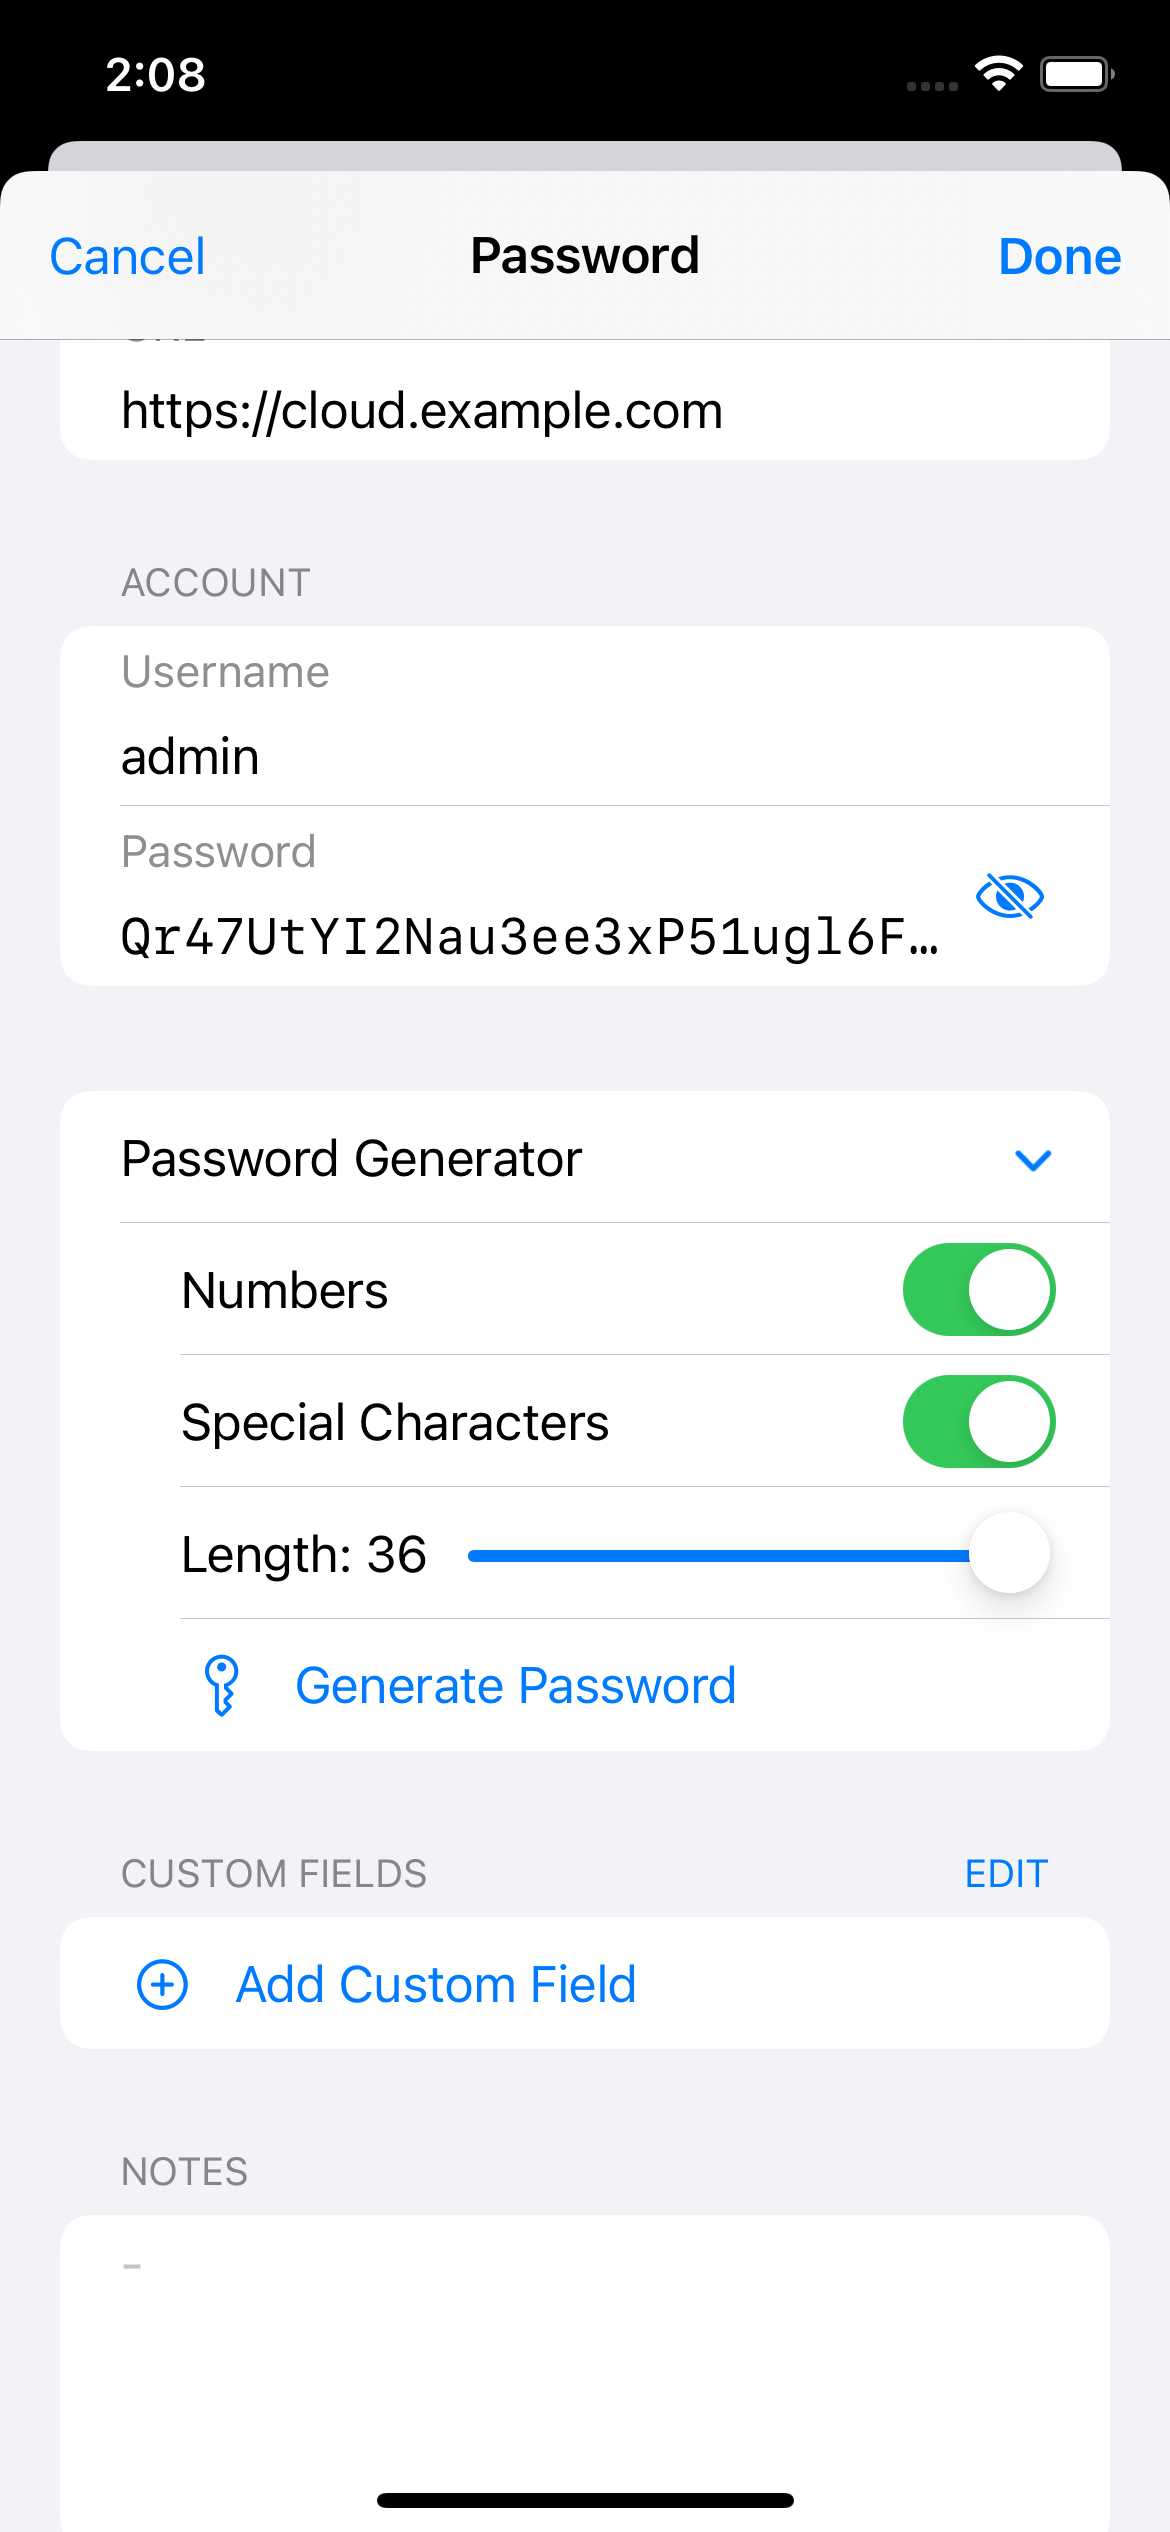 2:08
Cancel
Password
Done
https://cloud.example.com
ACCOUNT
Username
admin
Password
Qr47UtYI2Nau3ee3xP51ugl6F…
Password Generator
Numbers
Special Characters
Length: 36
Generate Password
CUSTOM FIELDS
EDIT
Add Custom Field
NOTES
-